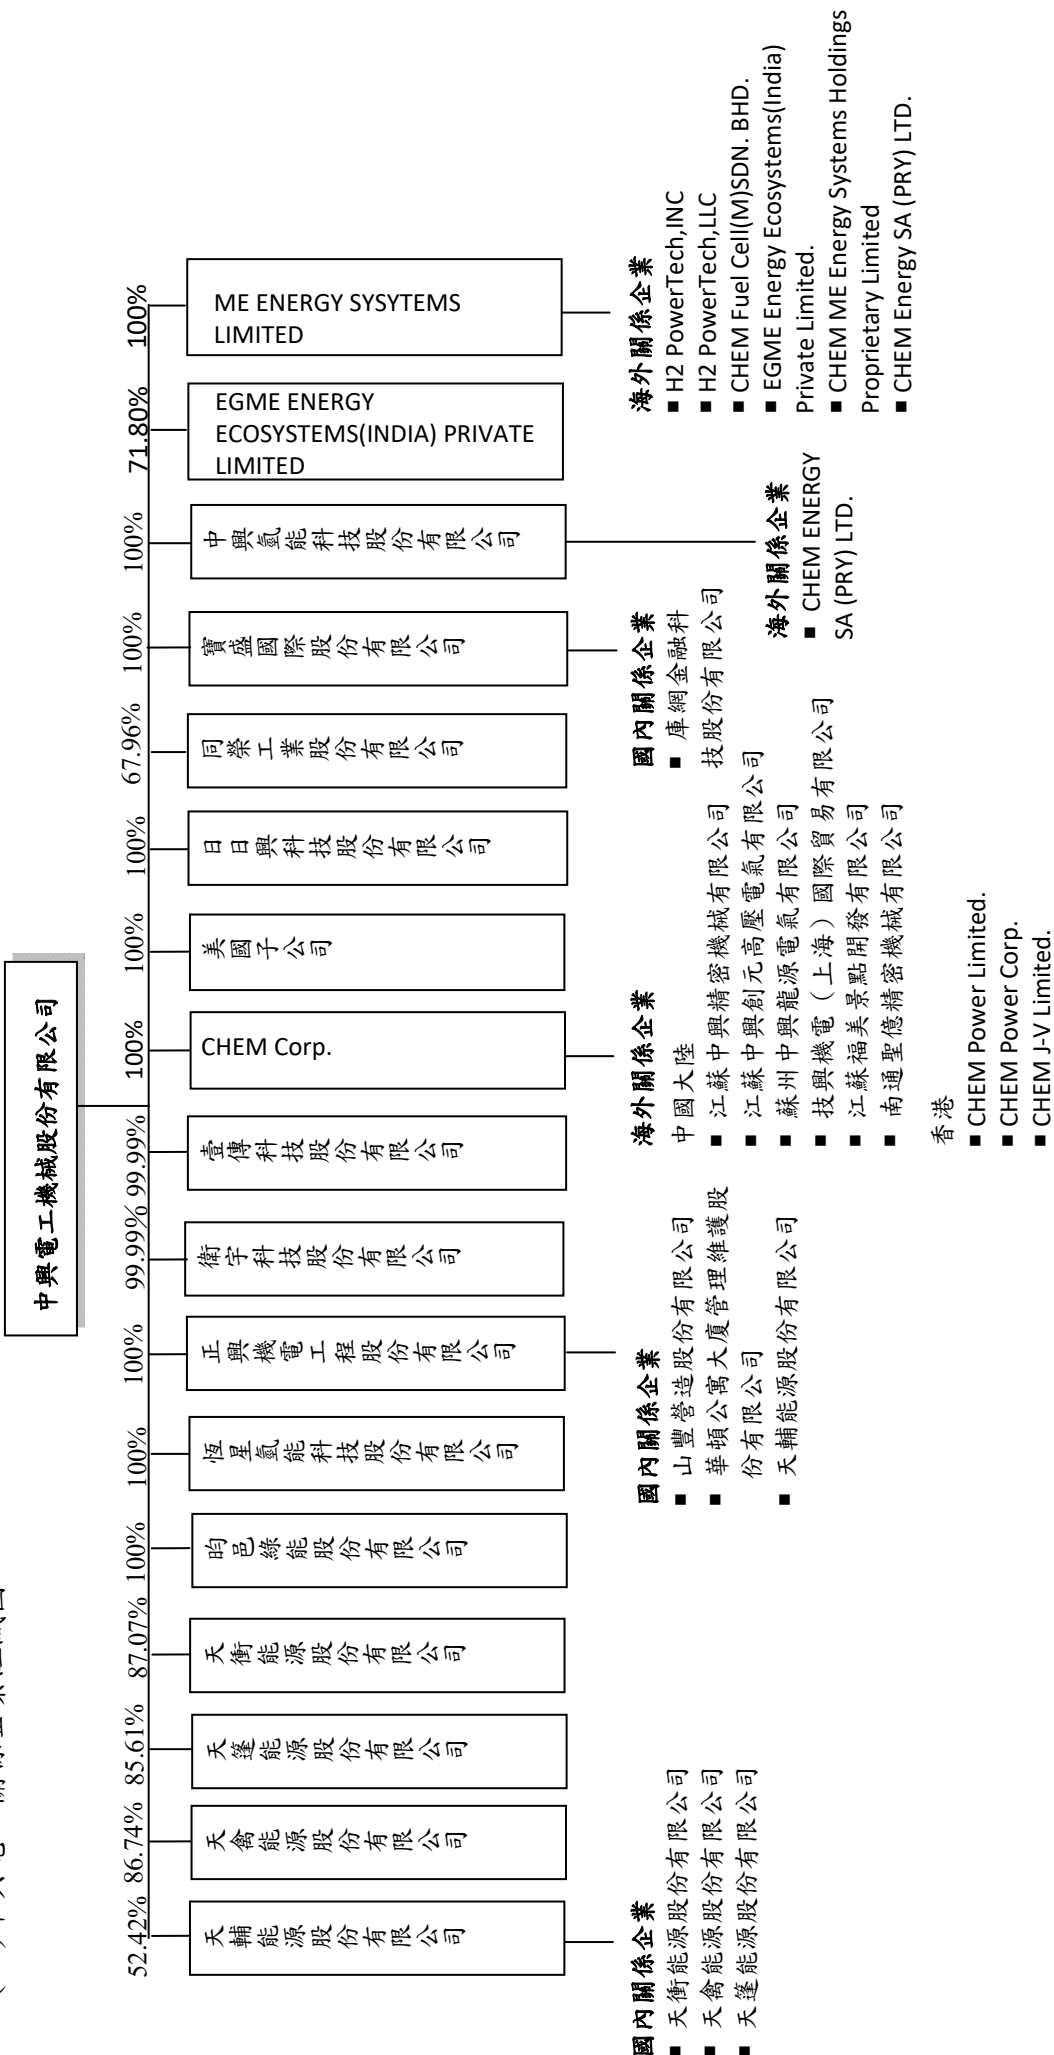 中興電工機械股份有限公司
52.42%
86.74%
85.61%
87.07%
100%
100%
100%
99.99%
99.99%
100%
100%
100%
67.96%
100%
100%
71.80%
100%
天輔能源股份有限公司
天禽能源股份有限公司
天篷能源股份有限公司
天衝能源股份有限公司
昀邑綠能股份有限公司
恆星氫能科技股份有限公司
正興機電工程股份有限公司
衛宇科技股份有限公司
壹傳科技股份有限公司
CHEM Corp.
美國子公司
日日興科技股份有限公司
同榮工業股份有限公司
寶盛國際股份有限公司
中興氫能科技股份有限公司
EGME ENERGY
ECOSYSTEMS(INDIA) PRIVATE
LIMITED
ME ENERGY SYSYTEMS
LIMITED
國內關係企業
■ 天衝能源股份有限公司
■ 天禽能源股份有限公司
■ 天篷能源股份有限公司
國內關係企業
■ 山豐營造股份有限公司
■ 華頓公寓大廈管理維護股
份有限公司
■ 天輔能源股份有限公司
海外關係企業
中國大陸
■ 江蘇中興精密機械有限公司
■ 江蘇中興創元高壓電氣有限公司
■ 蘇州中興龍源電氣有限公司
■ 技興機電（上海）國際貿易有限公司
■ 江蘇福美景點開發有限公司
■ 南通聖億精密機械有限公司
香港
■ CHEM Power Limited.
■ CHEM Power Corp.
■ CHEM J-V Limited.
國內關係企業
■ 庫網金融科
技股份有限公司
海外關係企業
■ CHEM ENERGY
SA (PRY) LTD.
海外關係企業
■ H2 PowerTech,INC
■ H2 PowerTech,LLC
■ CHEM Fuel Cell(M)SDN. BHD.
■ EGME Energy Ecosystems(India)
Private Limited.
■ CHEM ME Energy Systems Holdings
Proprietary Limited
■ CHEM Energy SA (PRY) LTD.